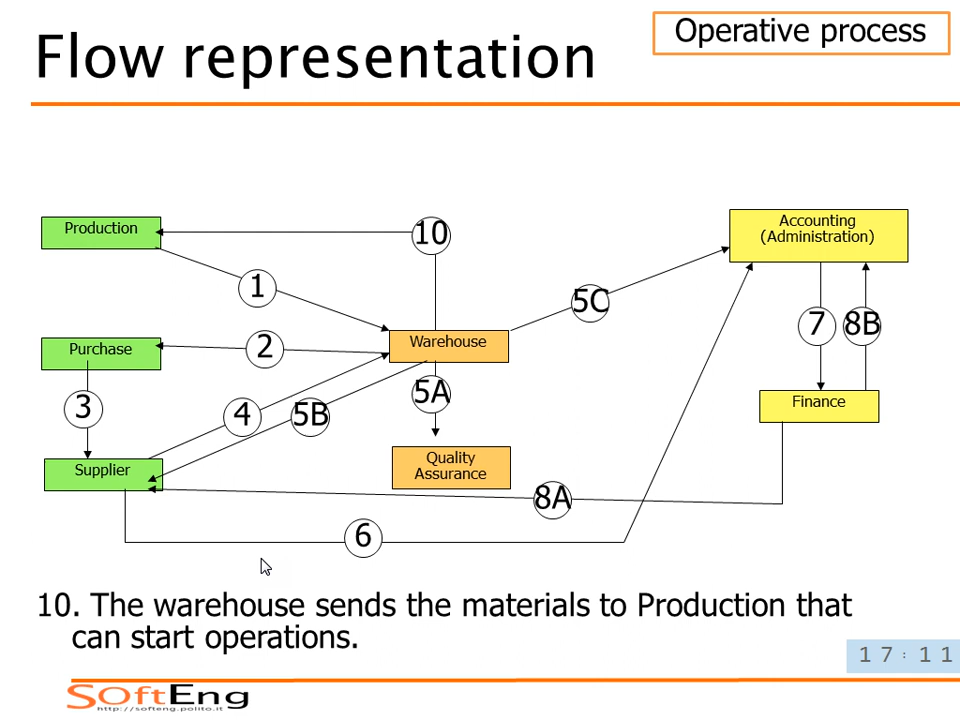 Operative process
Flow representation
Production
10
Accounting
(Administration)
1
5C
7
8B
Purchase
2
Warehouse
3
4
5B
5A
Finance
Supplier
Quality
Assurance
8A
6
10. The warehouse sends the materials to Production that
can start operations.
17:11
SoftEng
http://softeng.polito.it